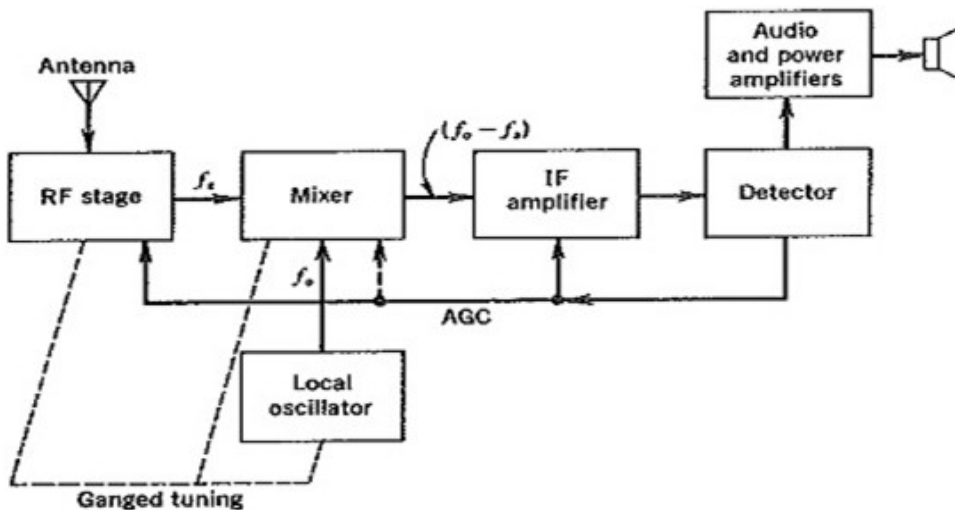 Antenna
RF stage
fs
Mixer
(fo − fs)
IF
amplifier
Detector
Audio
and power
amplifiers
fo
AGC
Local
oscillator
Ganged tuning